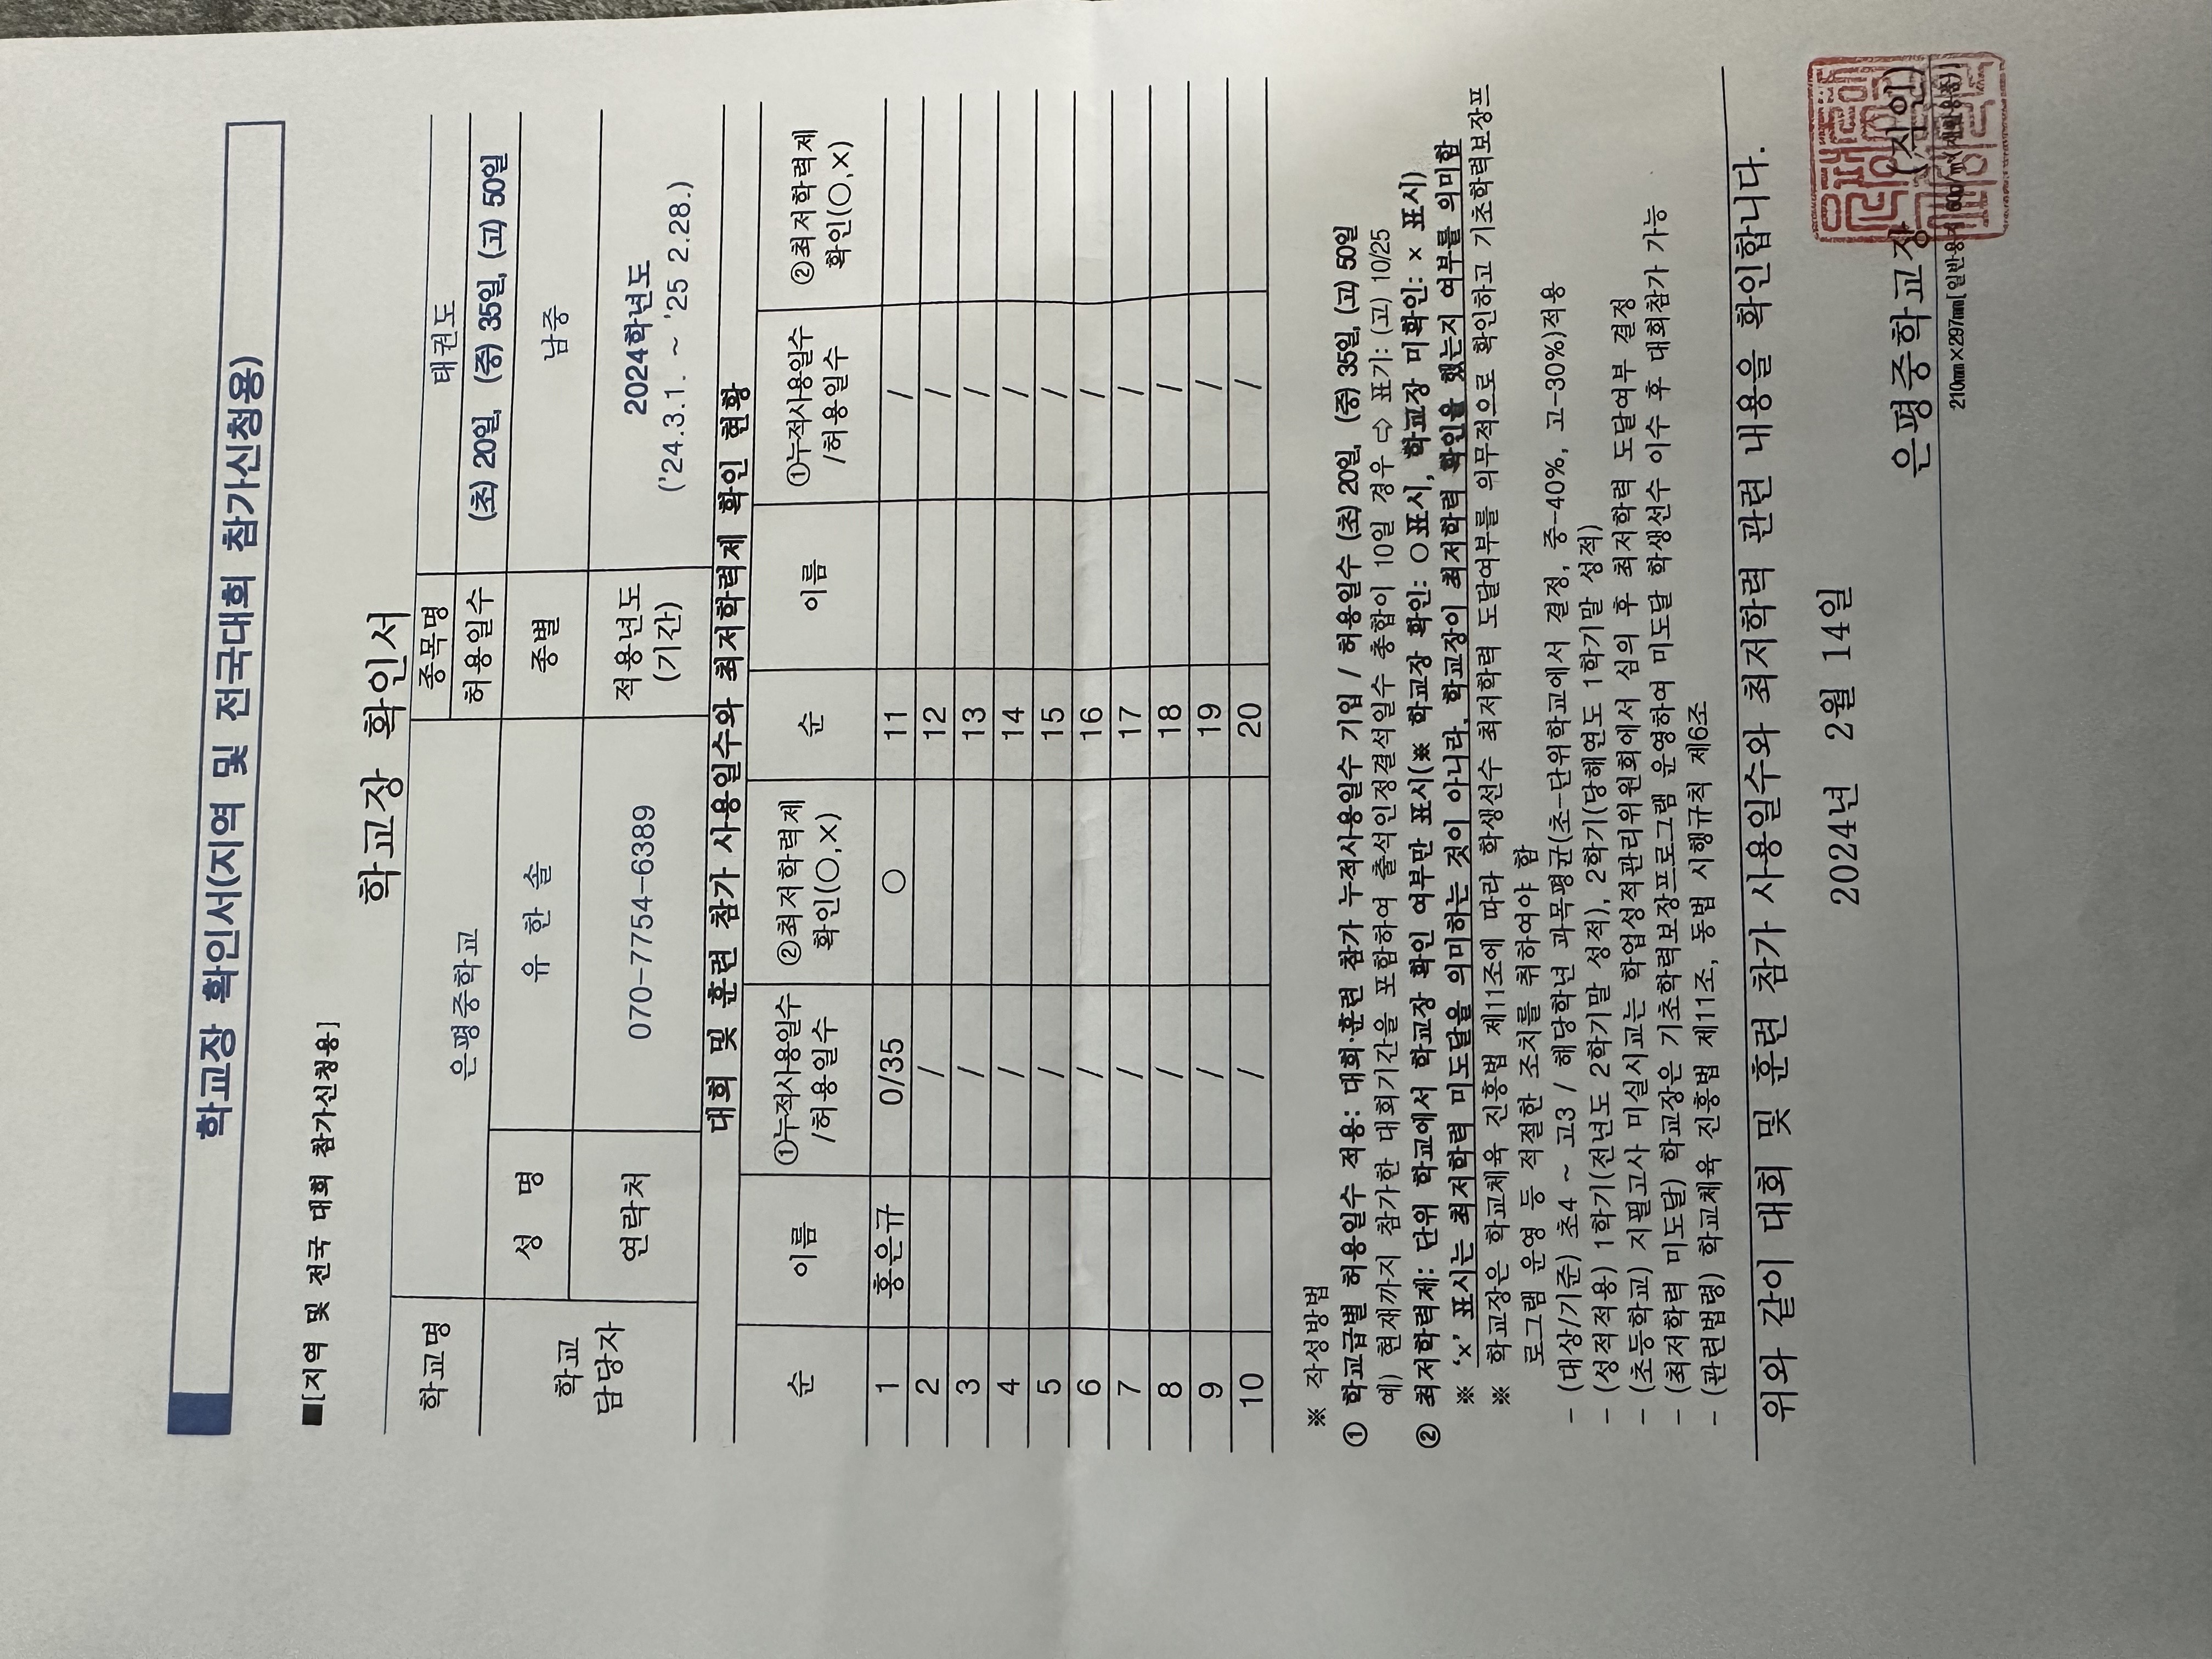 학교장 확인서(지역 및 전국대회 참가신청용)
■[지역 및 전국 대회 참가신청용]
학교장 확인서
학교명 은평중학교 종목명 태권도
허용일수 (초) 20일, (중) 35일, (고) 50일
학교 담당자 성 명 유 한 솔 종별 남중
연락처 070-7754-6389 적용년도 (기간) 2024학년도
('24.3.1. ~ '25 2.28.)
대회 및 훈련 참가 사용일수와 최저학력제 확인 현황
순 이름 ①누적사용일수 /허용일수 ②최저학력제 확인(○,×) 순 이름 ①누적사용일수 /허용일수 ②최저학력제 확인(○,×)
1 홍은규 0/35 ○ 11 /
2 / 12 /
3 / 13 /
4 / 14 /
5 / 15 /
6 / 16 /
7 / 17 /
8 / 18 /
9 / 19 /
10 / 20 /
※ 작성방법
① 학교급별 허용일수 적용: 대회·훈련 참가 누적사용일수 기입 / 허용일수 (초) 20일, (중) 35일, (고) 50일
예) 현재까지 참가한 대회기간을 포함하여 출석인정결석일수 총합이 10일 경우 ⇨ 표기: (고) 10/25
② 최저학력제: 단위 학교에서 학교장 확인 여부만 표시(※ 학교장 확인: ○표시, 학교장 미확인: × 표시)
※ 'x' 표시는 최저학력 미도달을 의미하는 것이 아니라, 학교장이 최저학력 확인을 했는지 여부를 의미함
※ 학교장은 학교체육 진흥법 제11조에 따라 학생선수 최저학력 도달여부를 의무적으로 확인하고 기초학력보장프
로그램 운영 등 적절한 조치를 취하여야 함
- (대상/기준) 초4 ~ 고3 / 해당학년 과목평균(초-단위학교에서 결정, 중-40%, 고-30%)적용
- (성적적용) 1학기(전년도 2학기말 성적), 2학기(당해연도 1학기말 성적)
- (초등학교) 지필고사 미실시교는 학업성적관리위원회에서 심의 후 최저학력 도달여부 결정
- (최저학력 미도달) 학교장은 기초학력보장프로그램 운영하여 미도달 학생선수 이수 후 대회참가 가능
- (관련법령) 학교체육 진흥법 제11조, 동법 시행규칙 제6조
위와 같이 대회 및 훈련 참가 사용일수와 최저학력 관련 내용을 확인합니다.
2024년 2월 14일
은평중학교장 (직인)
210㎜×297㎜[일반용지 60g/㎡(재활용품)]